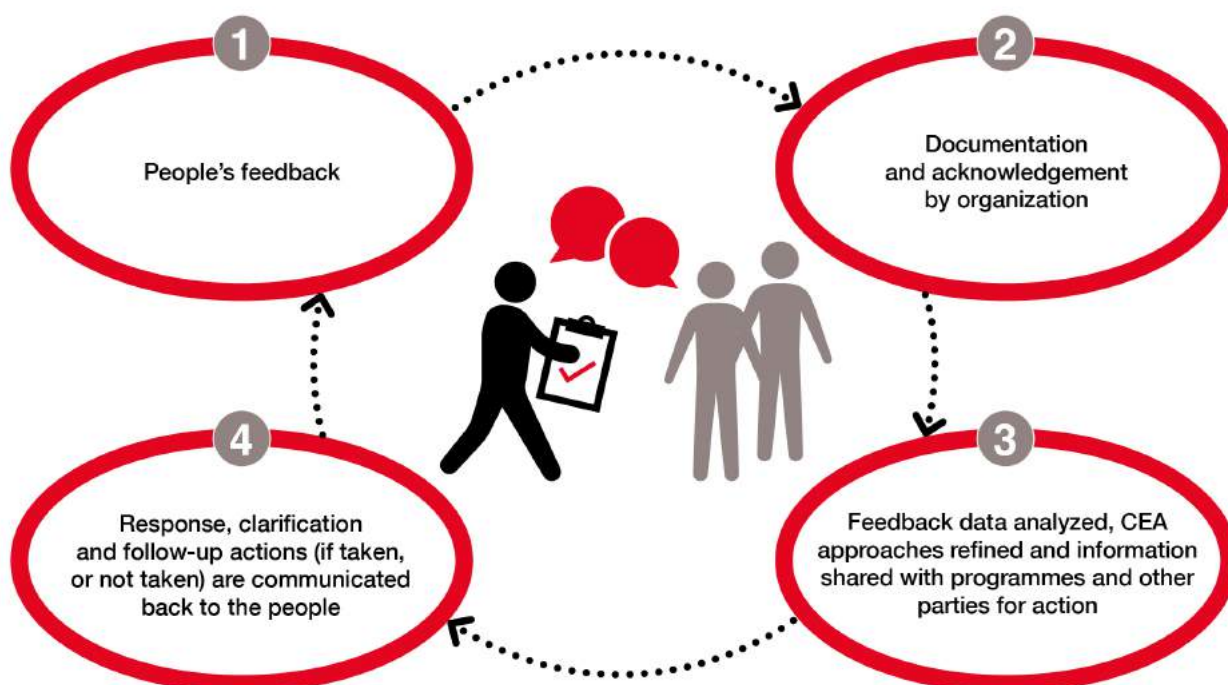 1
People's feedback
2
Documentation
and acknowledgement
by organization
3
Feedback data analyzed, CEA
approaches refined and information
shared with programmes and other
parties for action
4
Response, clarification
and follow-up actions (if taken,
or not taken) are communicated
back to the people